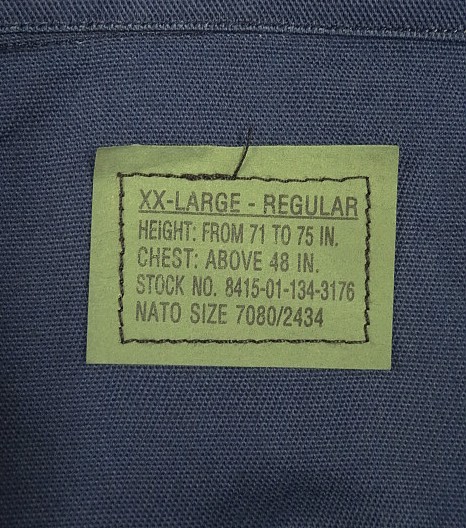 XX-LARGE - REGULAR
HEIGHT: FROM 71 TO 75 IN.
CHEST: ABOVE 48 IN.
STOCK NO. 8415-01-134-3176
NATO SIZE 7080/2434